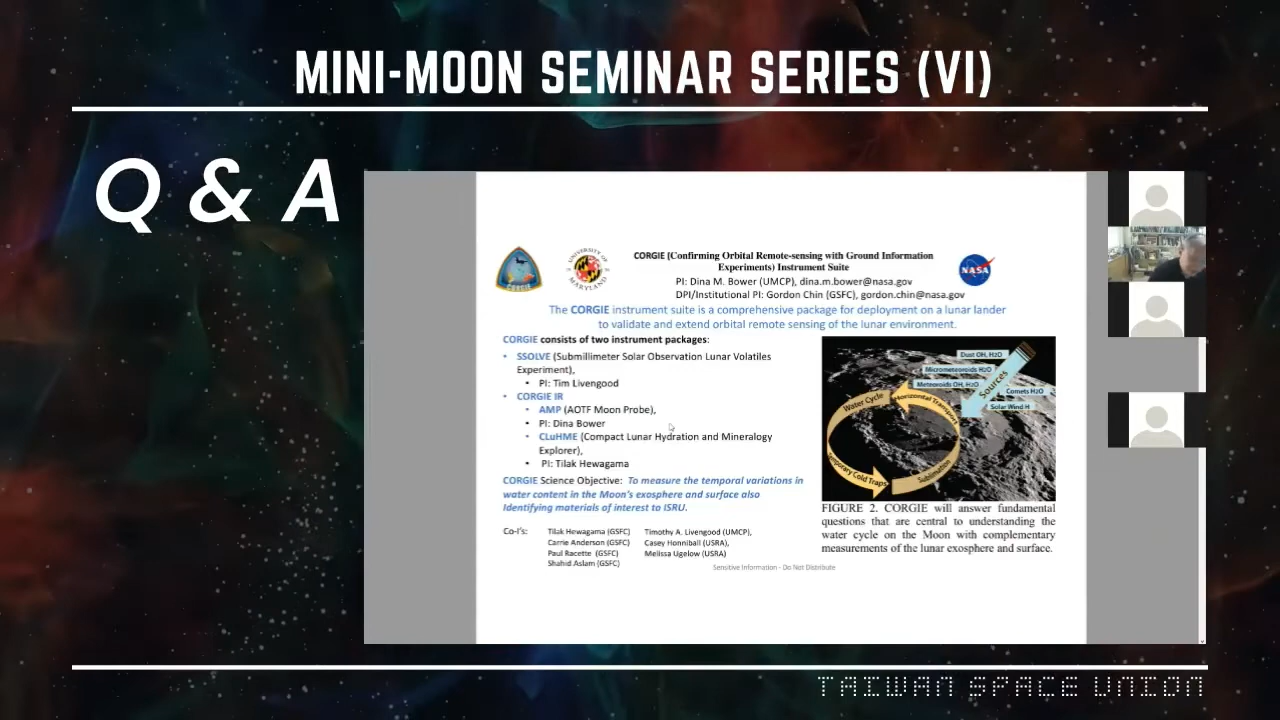 MINI-MOON SEMINAR SERIES (VI)
Q & A
CORGIE
UNIVERSITY OF
MARYLAND
CORGIE (Confirming Orbital Remote-sensing with Ground Information
Experiments) Instrument Suite
NASA
PI: Dina M. Bower (UMCP), dina.m.bower@nasa.gov
DPI/Institutional PI: Gordon Chin (GSFC), gordon.chin@nasa.gov
The CORGIE instrument suite is a comprehensive package for deployment on a lunar lander
to validate and extend orbital remote sensing of the lunar environment.
CORGIE consists of two instrument packages:
• SSOLVE (Submillimeter Solar Observation Lunar Volatiles
Experiment),
• PI: Tim Livengood
• CORGIE IR
• AMP (AOTF Moon Probe),
• PI: Dina Bower
• CLuHME (Compact Lunar Hydration and Mineralogy
Explorer),
• PI: Tilak Hewagama
CORGIE Science Objective: To measure the temporal variations in
water content in the Moon's exosphere and surface also
Identifying materials of interest to ISRU.
Co-I's:
Tilak Hewagama (GSFC)
Carrie Anderson (GSFC)
Paul Racette (GSFC)
Shahid Aslam (GSFC)
Timothy A. Livengood (UMCP),
Casey Honniball (USRA),
Melissa Ugelow (USRA)
Dust OH, H2O
Micrometeoroids H2O
Meteoroids OH, H2O
Sources
Comets H2O
Solar Wind H
Water Cycle
Horizontal Transport
Temporary Cold Traps
Sublimation
FIGURE 2. CORGIE will answer fundamental
questions that are central to understanding the
water cycle on the Moon with complementary
measurements of the lunar exosphere and surface.
Sensitive Information - Do Not Distribute
TAIWAN SPACE UNION